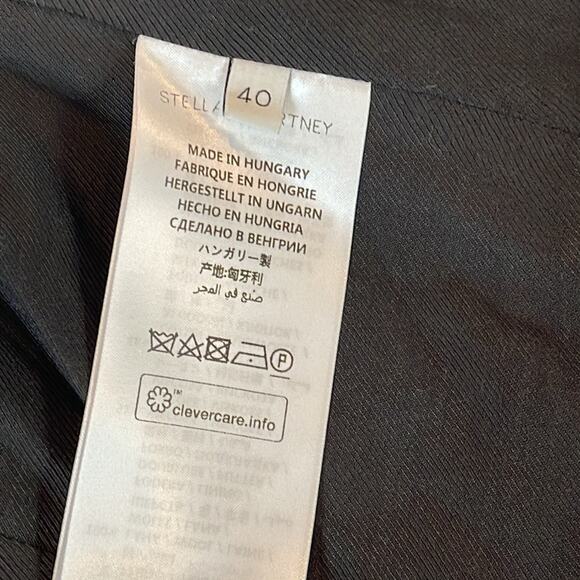 40
STELLA RTNEY
MADE IN HUNGARY
FABRIQUE EN HONGRIE
HERGESTELLT IN UNGARN
HECHO EN HUNGRIA
СДЕЛАНО В ВЕНГРИИ
ハンガリー製
产地:匈牙利
صنع في المجر
P
™
clevercare.info